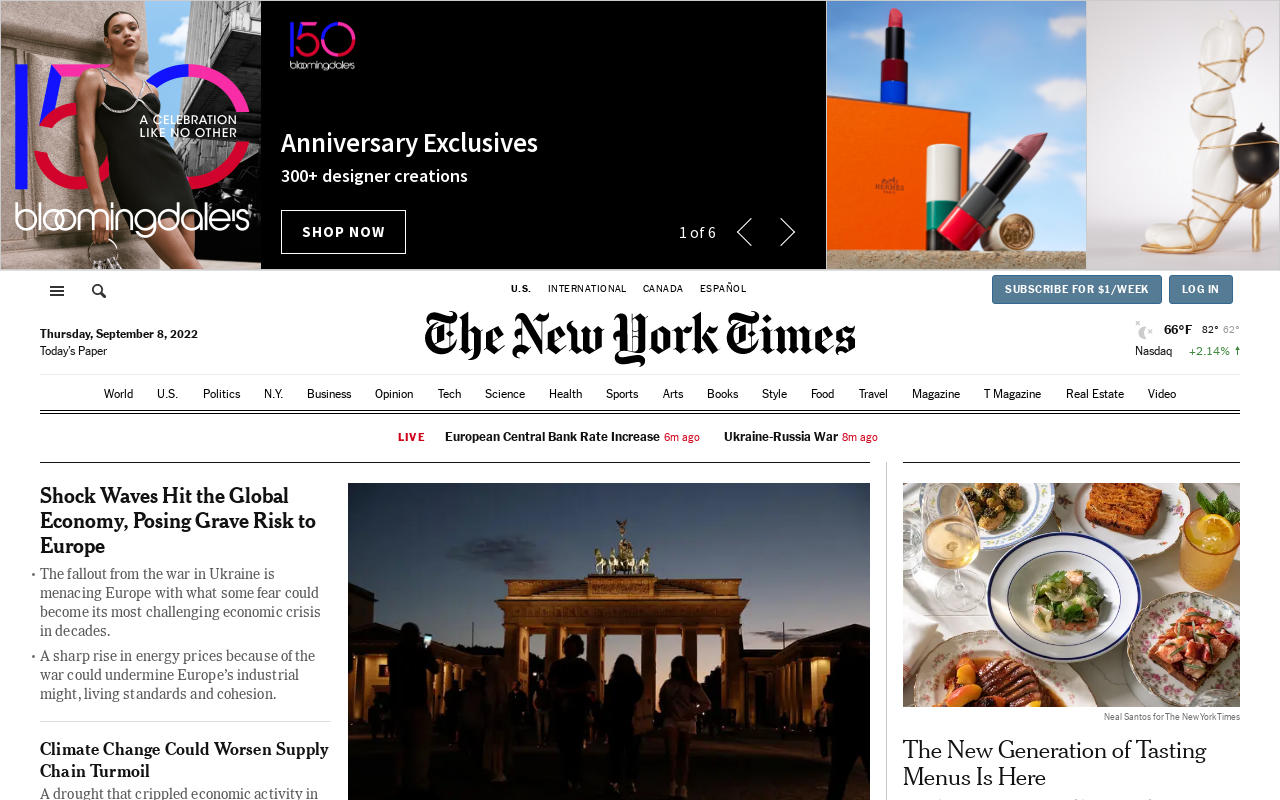 150
A CELEBRATION
LIKE NO OTHER
bloomingdale's
150
bloomingdale's
Anniversary Exclusives
300+ designer creations
SHOP NOW
1 of 6
HERMES
PARIS
U.S. INTERNATIONAL CANADA ESPAÑOL
SUBSCRIBE FOR $1/WEEK LOG IN
Thursday, September 8, 2022
Today's Paper
The New York Times
66°F 82° 62°
Nasdaq +2.14% ↑
World U.S. Politics N.Y. Business Opinion Tech Science Health Sports Arts Books Style Food Travel Magazine T Magazine Real Estate Video
LIVE European Central Bank Rate Increase 6m ago Ukraine-Russia War 8m ago
Shock Waves Hit the Global
Economy, Posing Grave Risk to
Europe
• The fallout from the war in Ukraine is
menacing Europe with what some fear could
become its most challenging economic crisis
in decades.
• A sharp rise in energy prices because of the
war could undermine Europe's industrial
might, living standards and cohesion.
Climate Change Could Worsen Supply
Chain Turmoil
A drought that crippled economic activity in
Neal Santos for The New York Times
The New Generation of Tasting
Menus Is Here